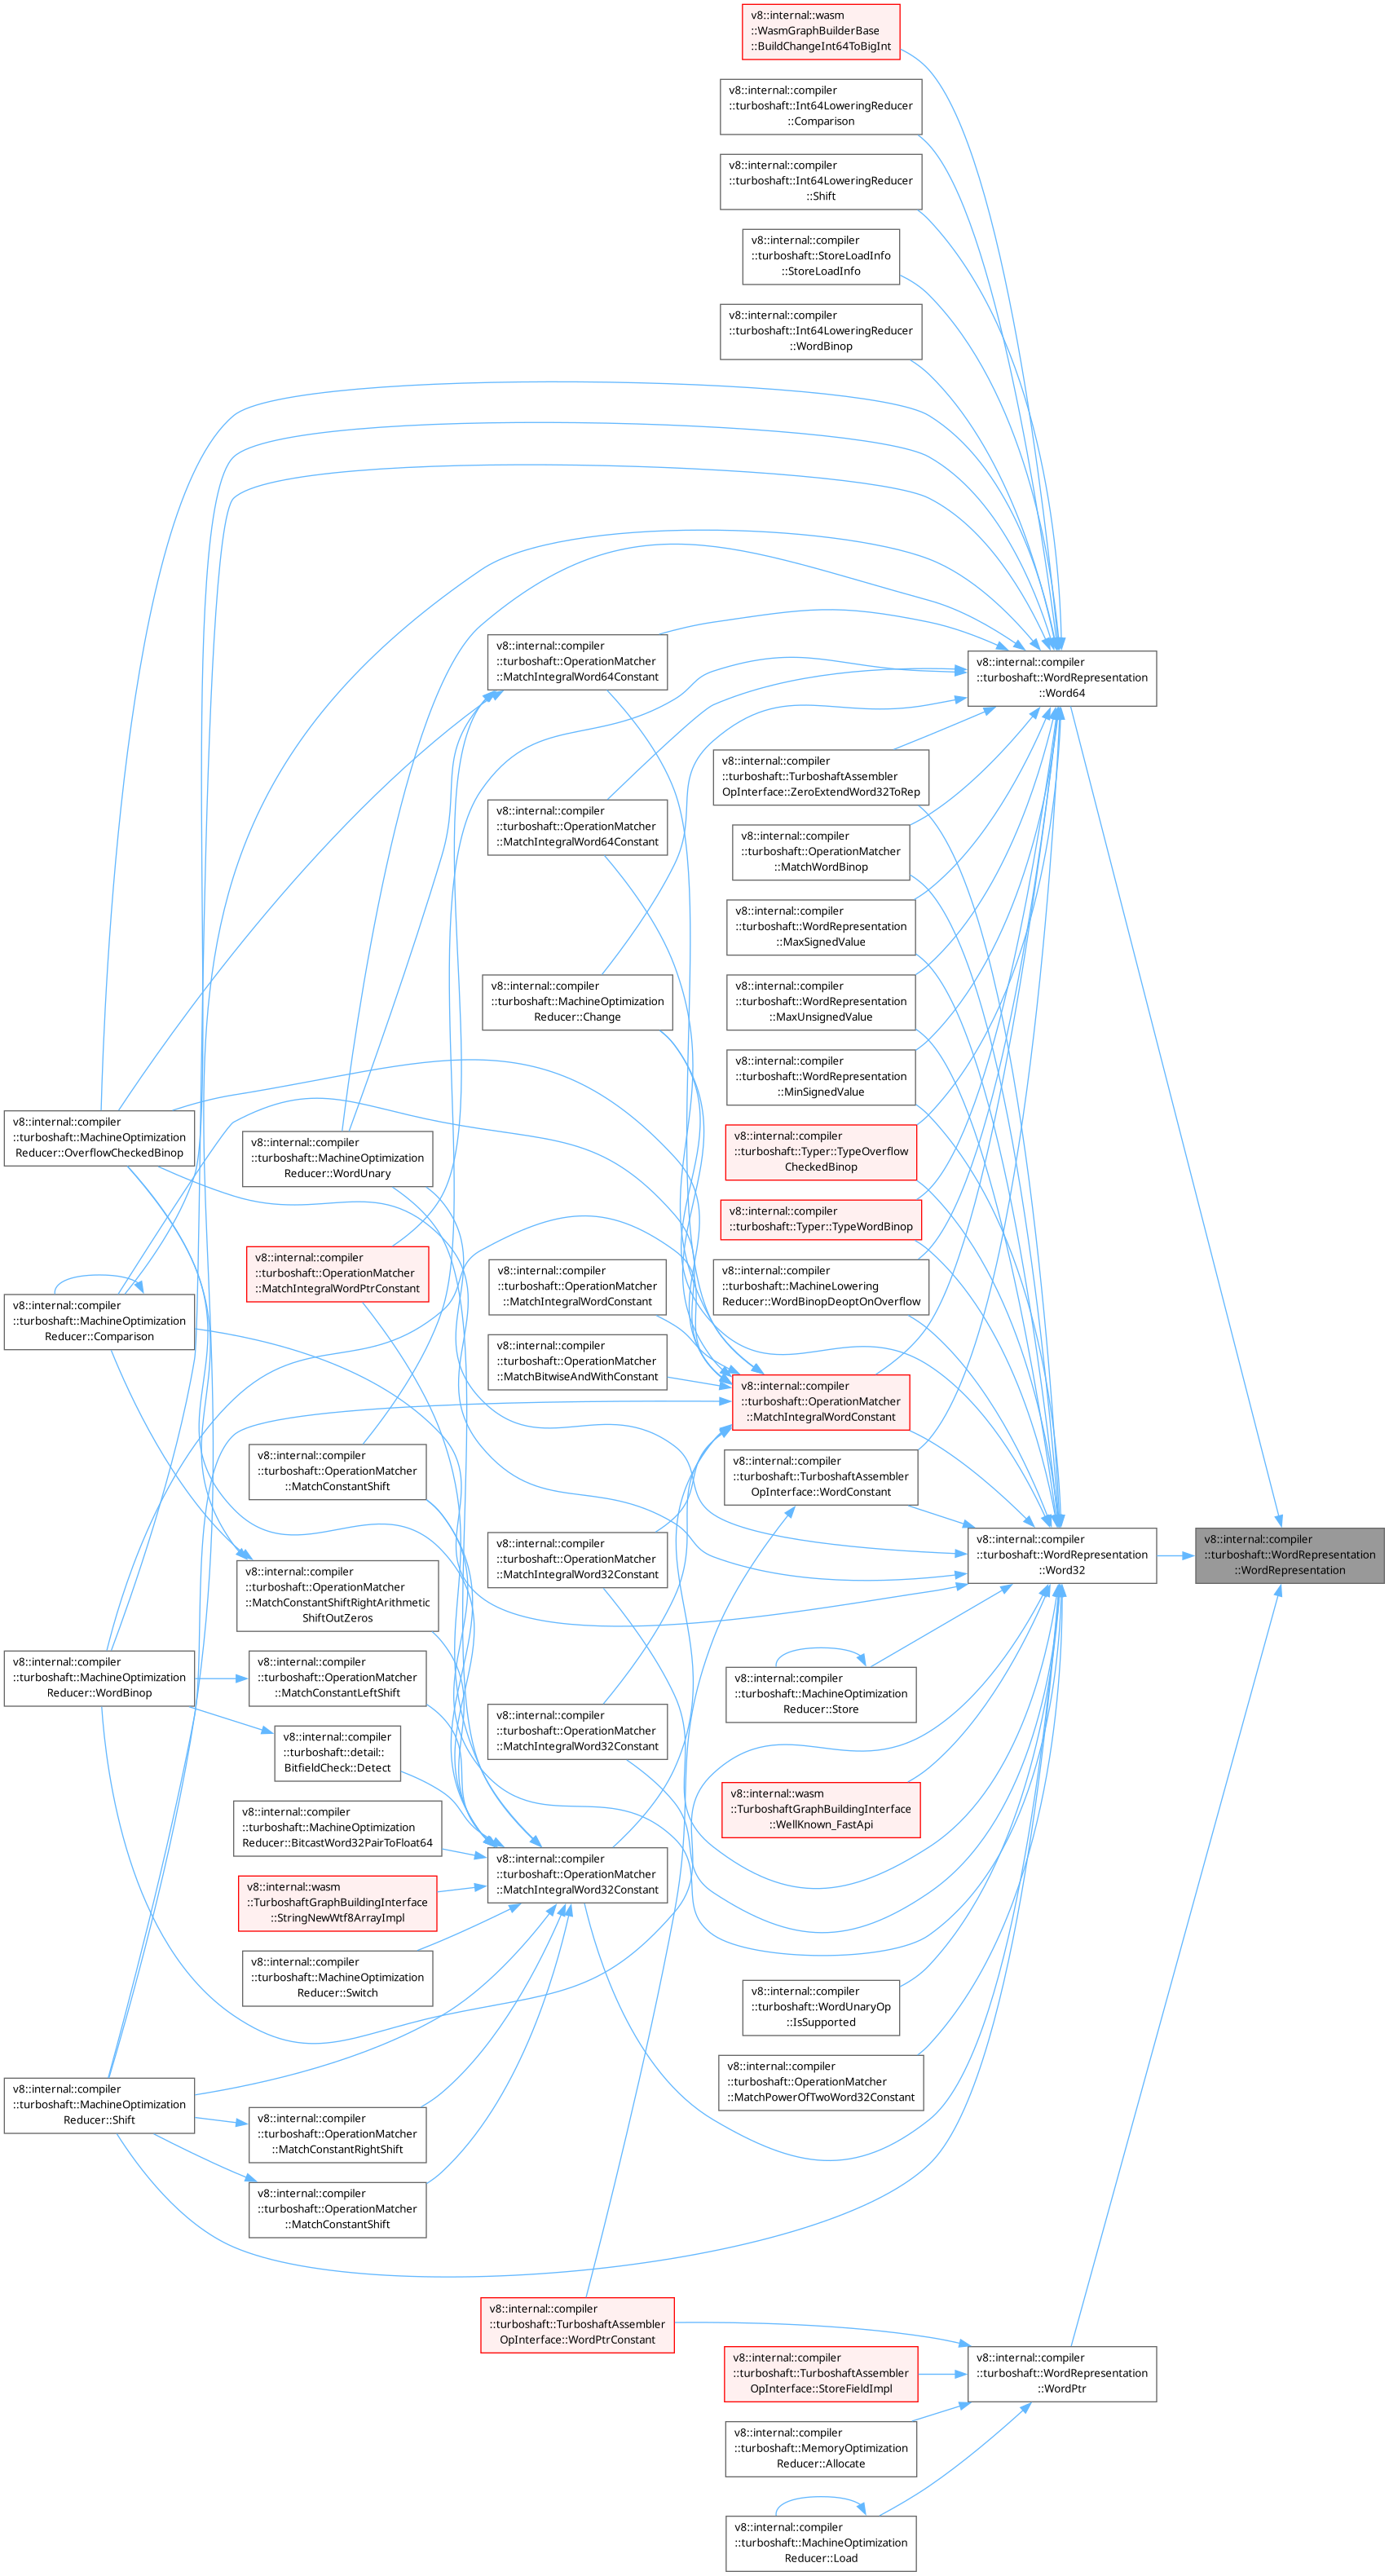 v8::internal::wasm
::WasmGraphBuilderBase
::BuildChangeInt64ToBigInt
v8::internal::compiler
::turboshaft::Int64LoweringReducer
::Comparison
v8::internal::compiler
::turboshaft::Int64LoweringReducer
::Shift
v8::internal::compiler
::turboshaft::StoreLoadInfo
::StoreLoadInfo
v8::internal::compiler
::turboshaft::Int64LoweringReducer
::WordBinop
v8::internal::compiler
::turboshaft::OperationMatcher
::MatchIntegralWord64Constant
v8::internal::compiler
::turboshaft::WordRepresentation
::Word64
v8::internal::compiler
::turboshaft::TurboshaftAssembler
OpInterface::ZeroExtendWord32ToRep
v8::internal::compiler
::turboshaft::OperationMatcher
::MatchIntegralWord64Constant
v8::internal::compiler
::turboshaft::OperationMatcher
::MatchWordBinop
v8::internal::compiler
::turboshaft::WordRepresentation
::MaxSignedValue
v8::internal::compiler
::turboshaft::MachineOptimization
Reducer::Change
v8::internal::compiler
::turboshaft::WordRepresentation
::MaxUnsignedValue
v8::internal::compiler
::turboshaft::WordRepresentation
::MinSignedValue
v8::internal::compiler
::turboshaft::MachineOptimization
Reducer::OverflowCheckedBinop
v8::internal::compiler
::turboshaft::MachineOptimization
Reducer::WordUnary
v8::internal::compiler
::turboshaft::Typer::TypeOverflow
CheckedBinop
v8::internal::compiler
::turboshaft::Typer::TypeWordBinop
v8::internal::compiler
::turboshaft::OperationMatcher
::MatchIntegralWordPtrConstant
v8::internal::compiler
::turboshaft::OperationMatcher
::MatchIntegralWordConstant
v8::internal::compiler
::turboshaft::MachineLowering
Reducer::WordBinopDeoptOnOverflow
v8::internal::compiler
::turboshaft::MachineOptimization
Reducer::Comparison
v8::internal::compiler
::turboshaft::OperationMatcher
::MatchBitwiseAndWithConstant
v8::internal::compiler
::turboshaft::OperationMatcher
::MatchIntegralWordConstant
v8::internal::compiler
::turboshaft::OperationMatcher
::MatchConstantShift
v8::internal::compiler
::turboshaft::TurboshaftAssembler
OpInterface::WordConstant
v8::internal::compiler
::turboshaft::OperationMatcher
::MatchIntegralWord32Constant
v8::internal::compiler
::turboshaft::WordRepresentation
::Word32
v8::internal::compiler
::turboshaft::WordRepresentation
::WordRepresentation
v8::internal::compiler
::turboshaft::OperationMatcher
::MatchConstantShiftRightArithmetic
ShiftOutZeros
v8::internal::compiler
::turboshaft::MachineOptimization
Reducer::WordBinop
v8::internal::compiler
::turboshaft::OperationMatcher
::MatchConstantLeftShift
v8::internal::compiler
::turboshaft::MachineOptimization
Reducer::Store
v8::internal::compiler
::turboshaft::OperationMatcher
::MatchIntegralWord32Constant
v8::internal::compiler
::turboshaft::detail::
BitfieldCheck::Detect
v8::internal::wasm
::TurboshaftGraphBuildingInterface
::WellKnown_FastApi
v8::internal::compiler
::turboshaft::MachineOptimization
Reducer::BitcastWord32PairToFloat64
v8::internal::compiler
::turboshaft::OperationMatcher
::MatchIntegralWord32Constant
v8::internal::wasm
::TurboshaftGraphBuildingInterface
::StringNewWtf8ArrayImpl
v8::internal::compiler
::turboshaft::MachineOptimization
Reducer::Switch
v8::internal::compiler
::turboshaft::WordUnaryOp
::IsSupported
v8::internal::compiler
::turboshaft::OperationMatcher
::MatchPowerOfTwoWord32Constant
v8::internal::compiler
::turboshaft::MachineOptimization
Reducer::Shift
v8::internal::compiler
::turboshaft::OperationMatcher
::MatchConstantRightShift
v8::internal::compiler
::turboshaft::OperationMatcher
::MatchConstantShift
v8::internal::compiler
::turboshaft::TurboshaftAssembler
OpInterface::WordPtrConstant
v8::internal::compiler
::turboshaft::TurboshaftAssembler
OpInterface::StoreFieldImpl
v8::internal::compiler
::turboshaft::WordRepresentation
::WordPtr
v8::internal::compiler
::turboshaft::MemoryOptimization
Reducer::Allocate
v8::internal::compiler
::turboshaft::MachineOptimization
Reducer::Load